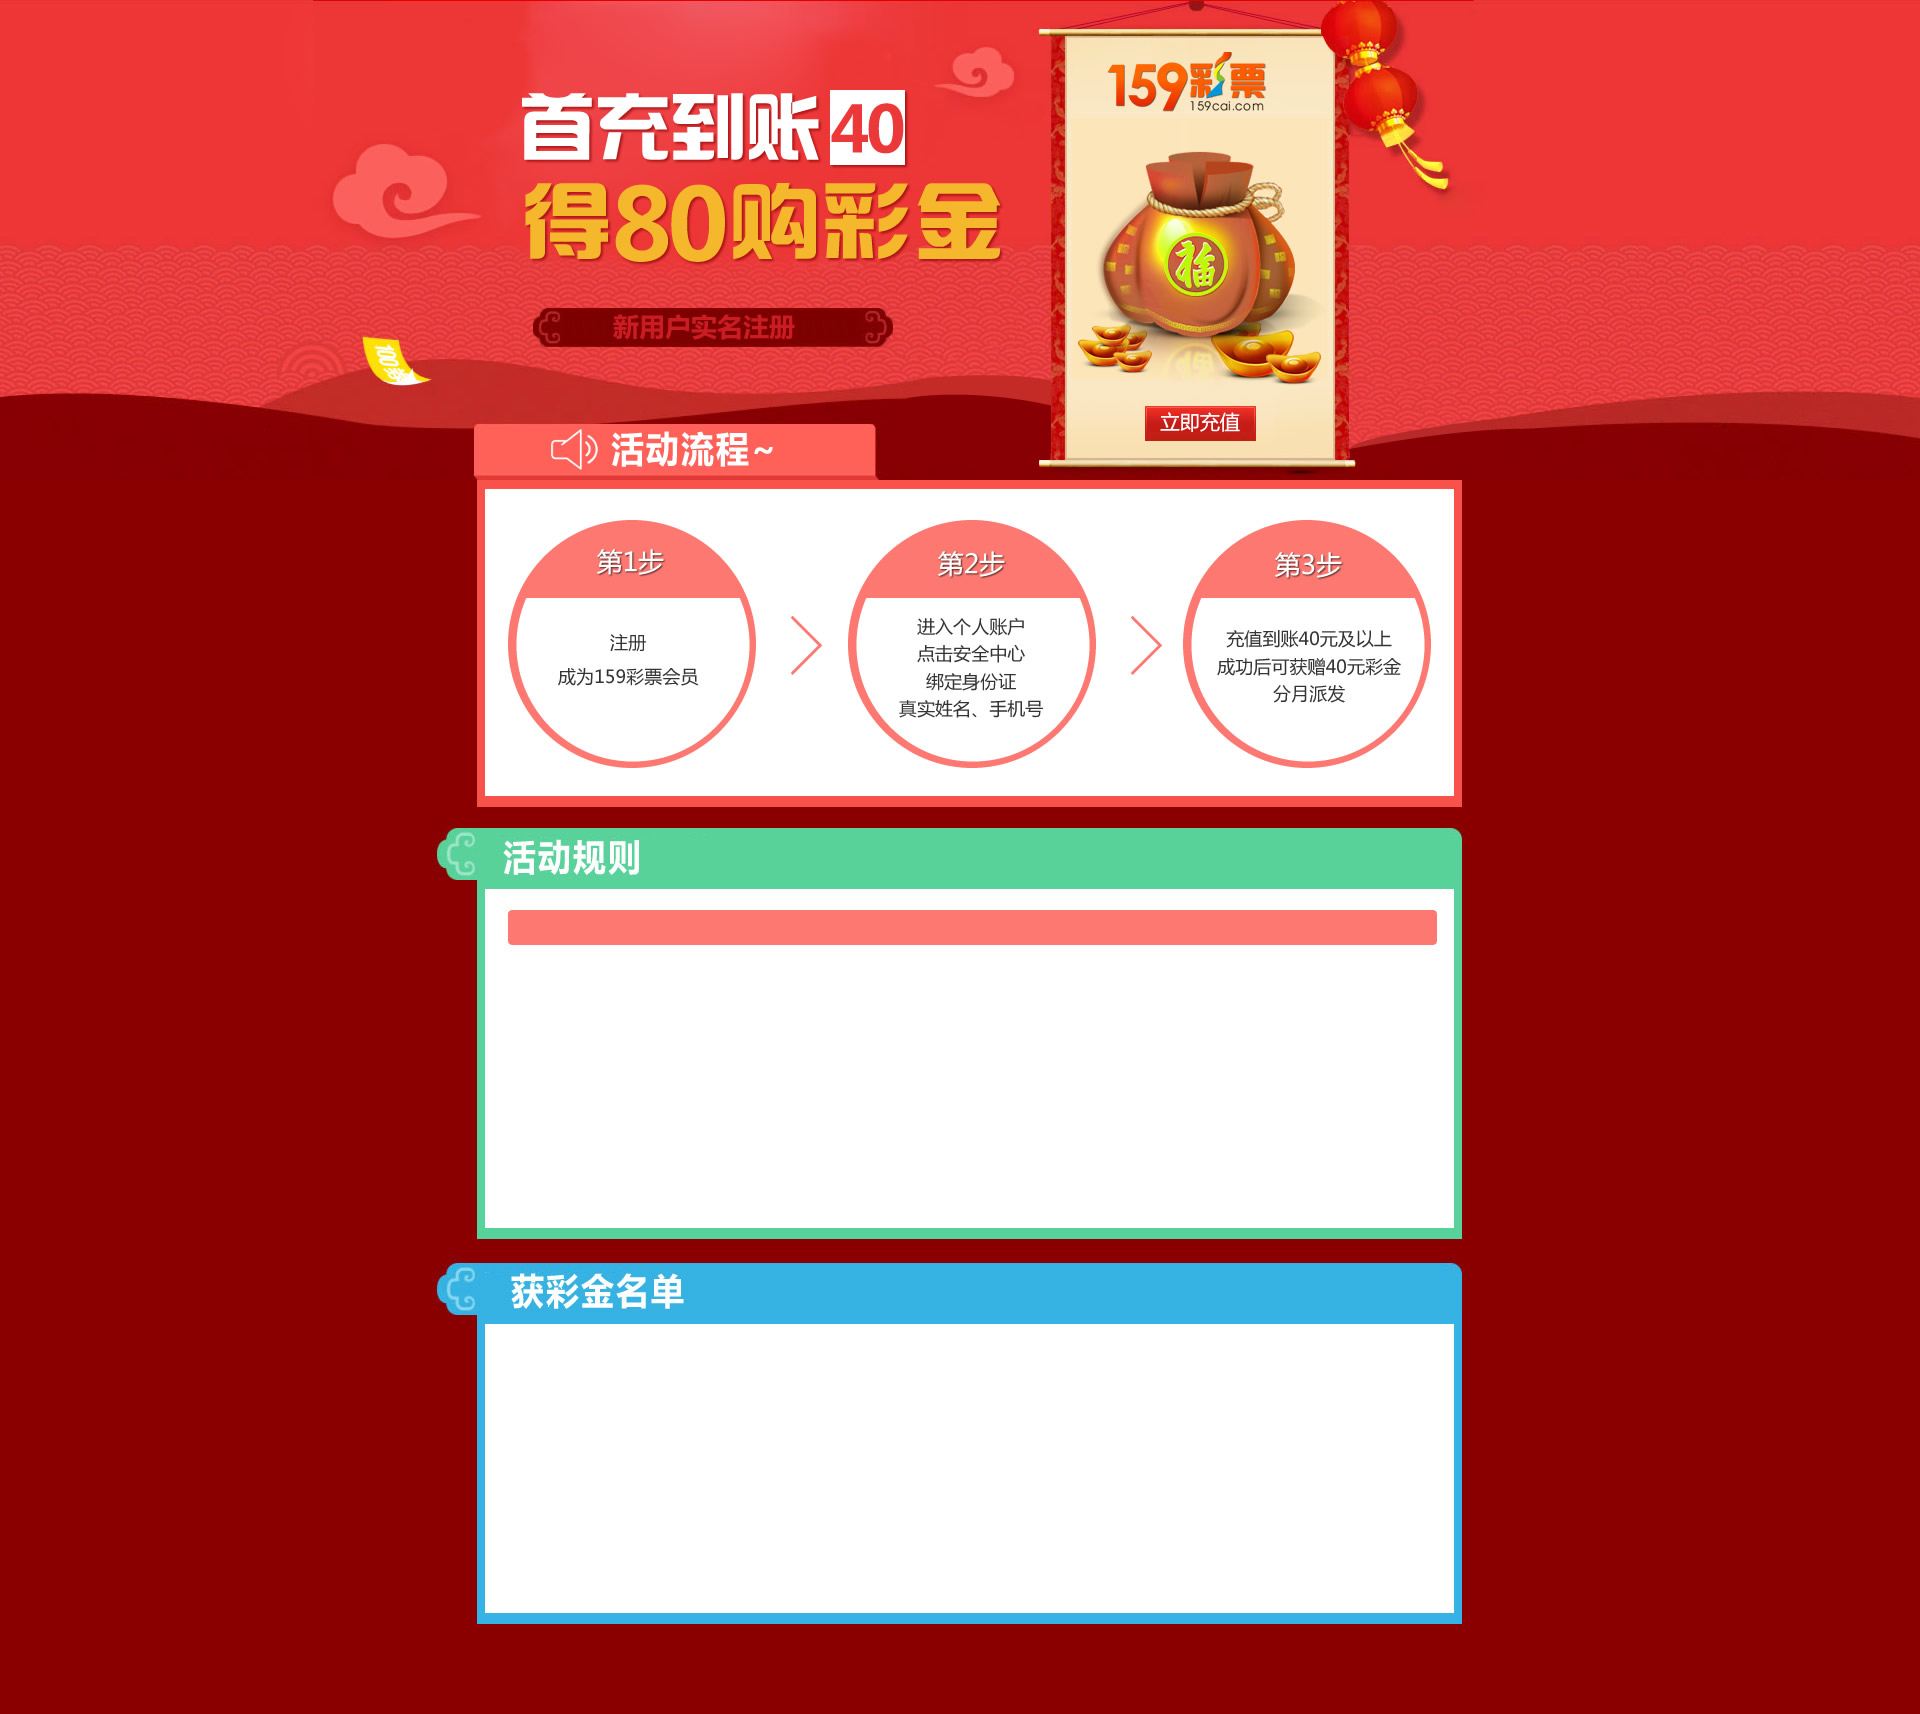 首充到账40
得80购彩金
新用户实名注册
159彩票
159cai.com
福
立即充值
活动流程~
第1步
注册
成为159彩票会员
第2步
进入个人账户
点击安全中心
绑定身份证
真实姓名、手机号
第3步
充值到账40元及以上
成功后可获赠40元彩金
分月派发
活动规则
获彩金名单